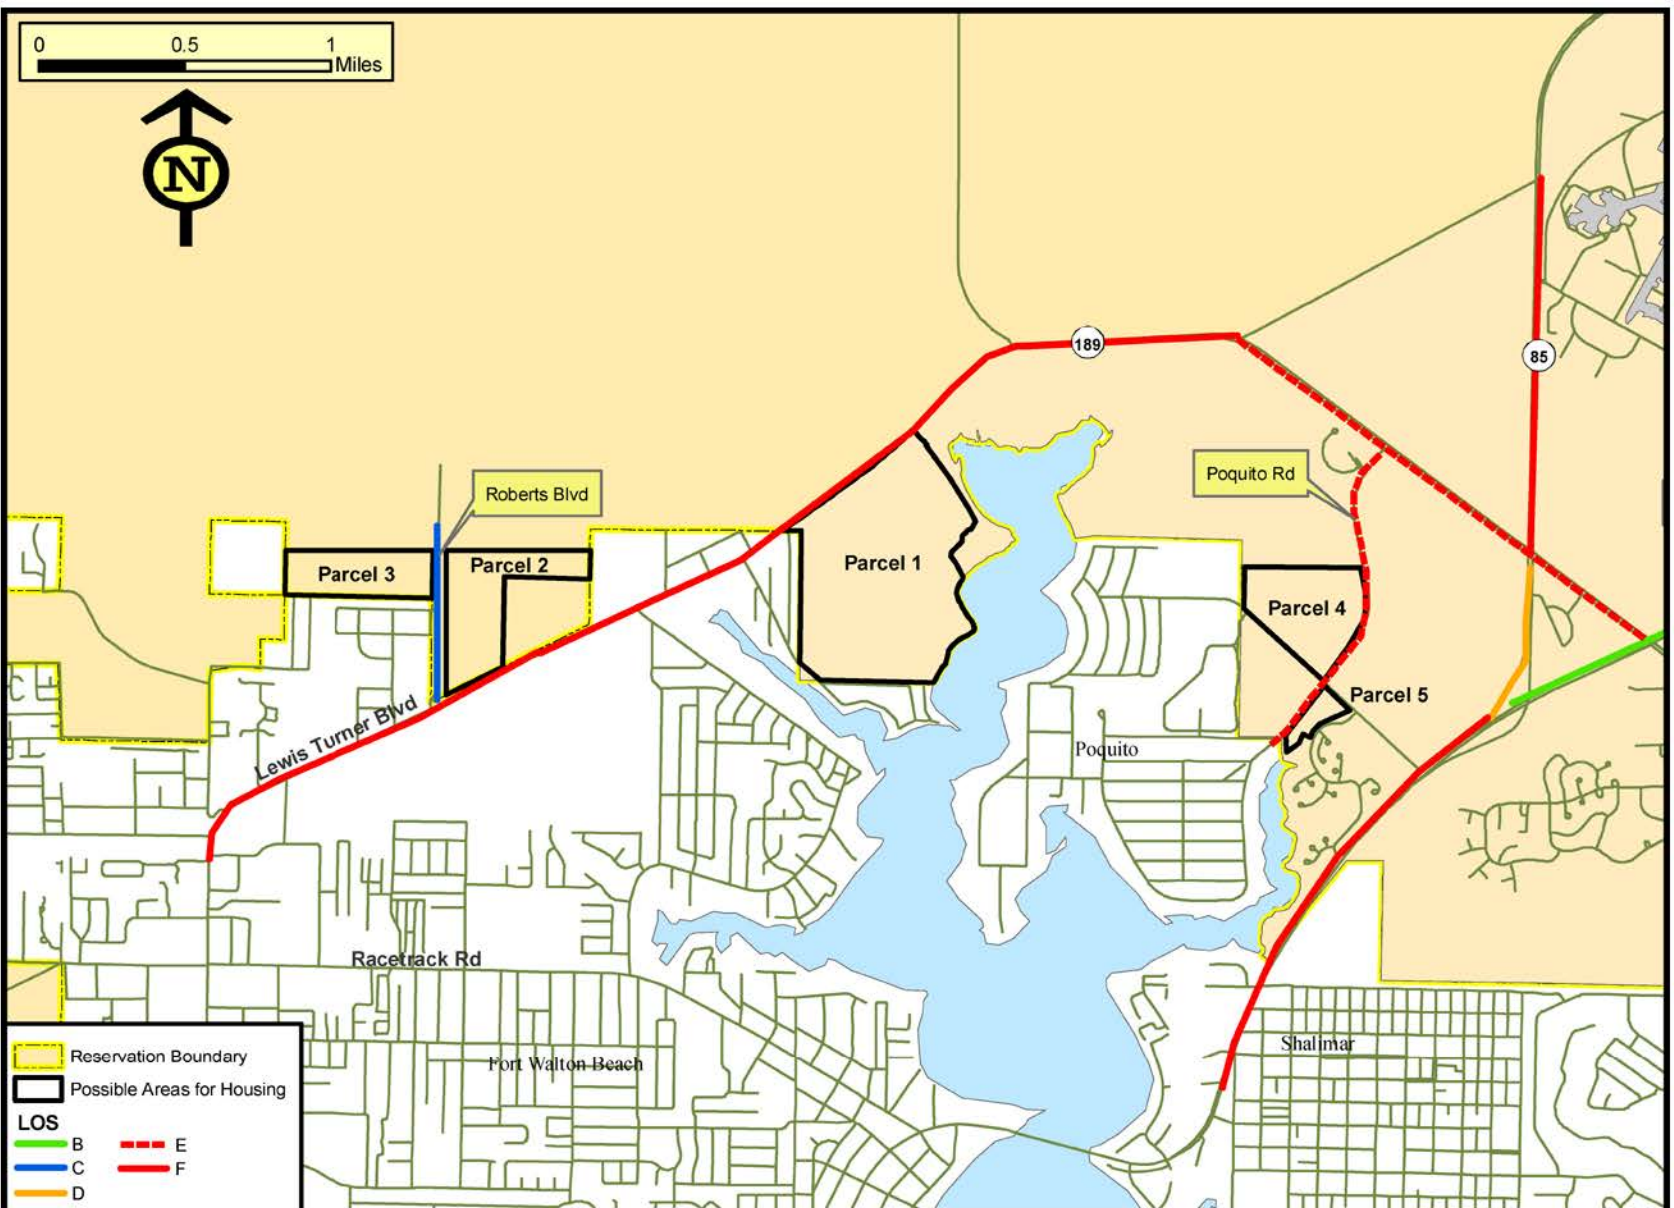 0 0.5 1
Miles
N
189
85
Roberts Blvd
Poquito Rd
Parcel 3
Parcel 2
Parcel 1
Parcel 4
Parcel 5
Lewis Turner Blvd
Poquito
Racetrack Rd
Fort Walton Beach
Shalimar
Reservation Boundary
Possible Areas for Housing
LOS
B E
C F
D